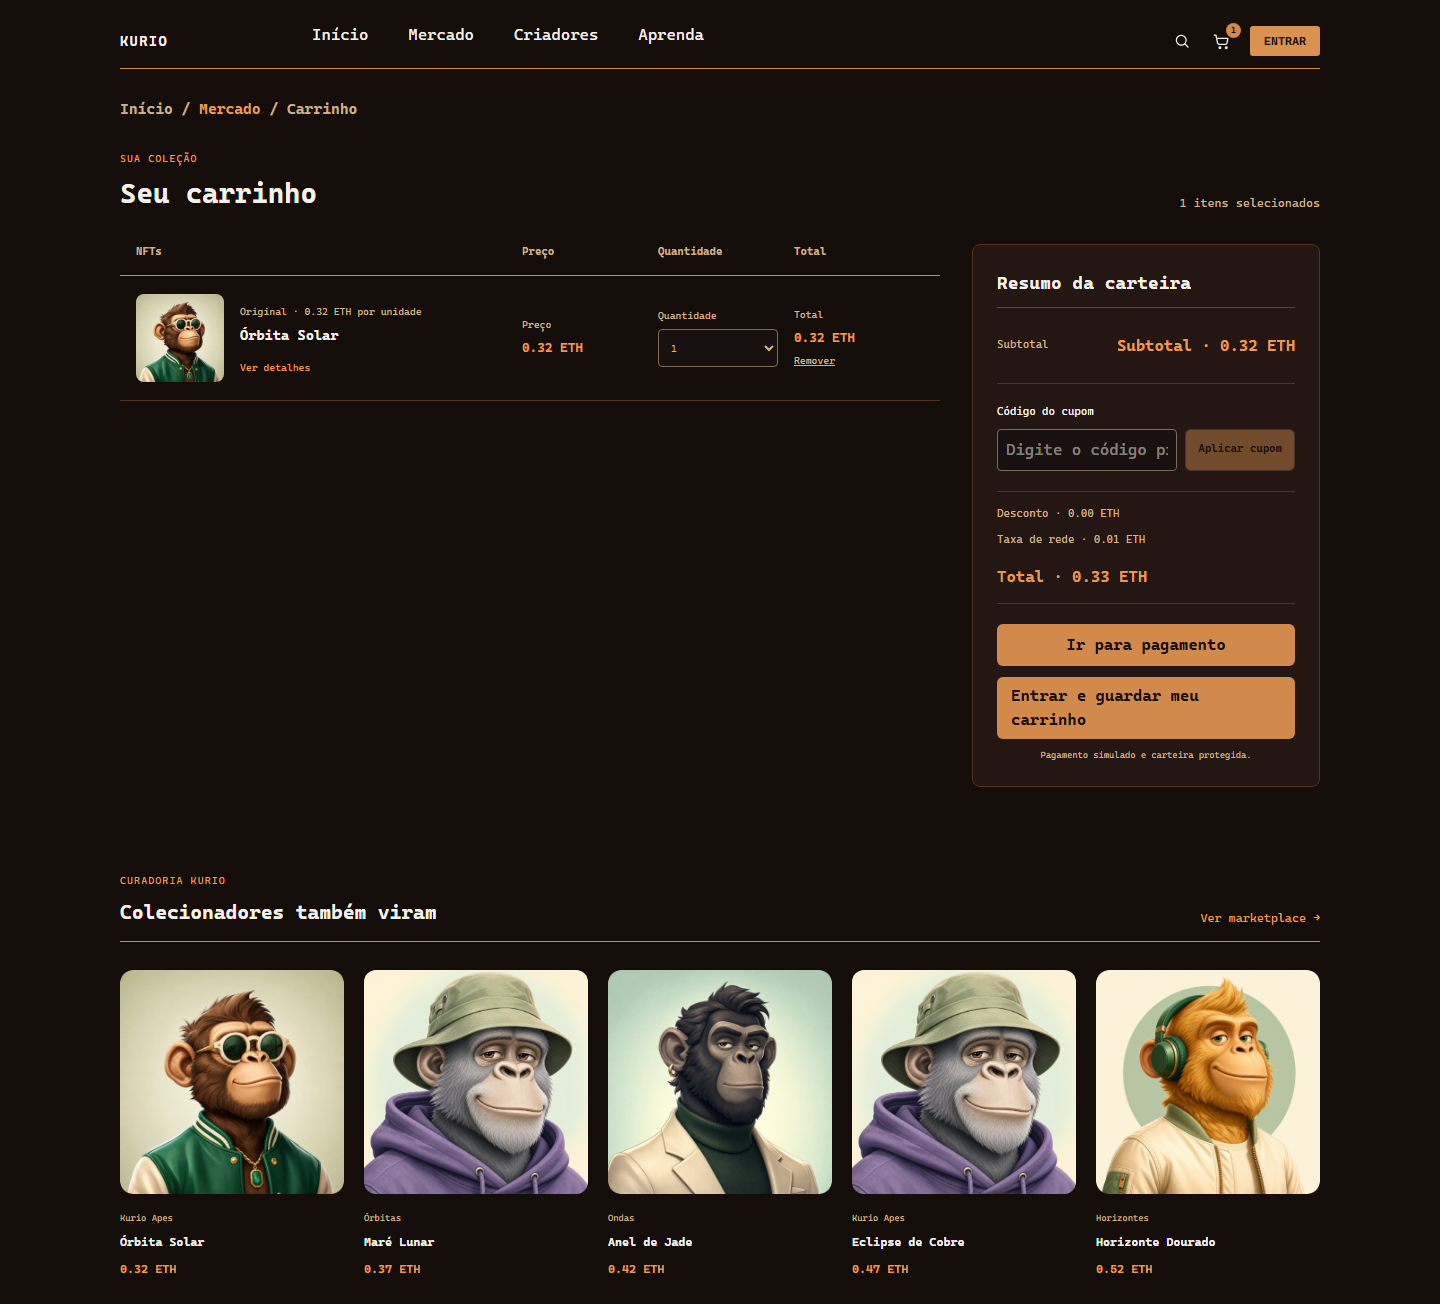 KURIO
Início Mercado Criadores Aprenda
1
ENTRAR
Início / Mercado / Carrinho
SUA COLEÇÃO
Seu carrinho
1 itens selecionados
NFTs Preço Quantidade Total
Original · 0.32 ETH por unidade
Órbita Solar
Ver detalhes
Preço
0.32 ETH
Quantidade
1
Total
0.32 ETH
Remover
Resumo da carteira
Subtotal Subtotal · 0.32 ETH
Código do cupom
Digite o código
Aplicar cupom
Desconto · 0.00 ETH
Taxa de rede · 0.01 ETH
Total · 0.33 ETH
Ir para pagamento
Entrar e guardar meu
carrinho
Pagamento simulado e carteira protegida.
CURADORIA KURIO
Colecionadores também viram
Ver marketplace →
Kurio Apes
Órbita Solar
0.32 ETH
Órbitas
Maré Lunar
0.37 ETH
Ondas
Anel de Jade
0.42 ETH
Kurio Apes
Eclipse de Cobre
0.47 ETH
Horizontes
Horizonte Dourado
0.52 ETH